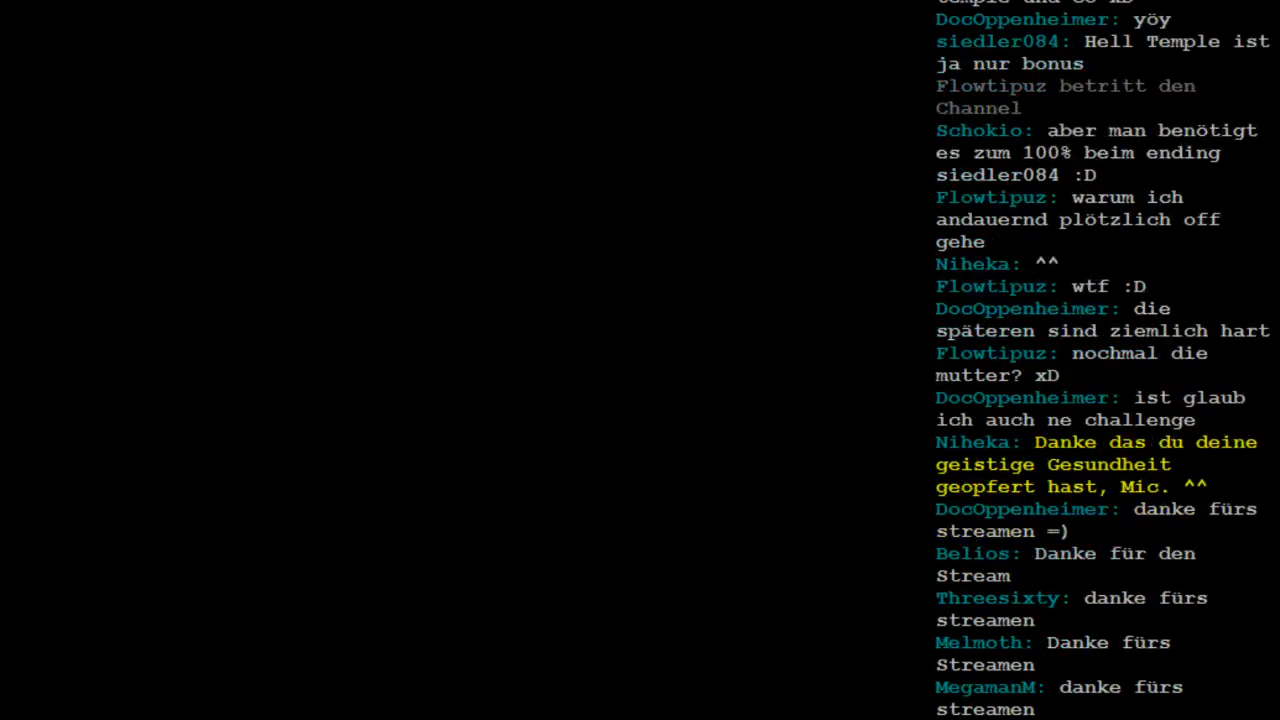 temple und so xD
DocOppenheimer: yöy
siedler084: Hell Temple ist
ja nur bonus
Flowtipuz betritt den
Channel
Schokio: aber man benötigt
es zum 100% beim ending
siedler084 :D
Flowtipuz: warum ich
andauernd plötzlich off
gehe
Niheka: ^^
Flowtipuz: wtf :D
DocOppenheimer: die
späteren sind ziemlich hart
Flowtipuz: nochmal die
mutter? xD
DocOppenheimer: ist glaub
ich auch ne challenge
Niheka: Danke das du deine
geistige Gesundheit
geopfert hast, Mic. ^^
DocOppenheimer: danke fürs
streamen =)
Belios: Danke für den
Stream
Threesixty: danke fürs
streamen
Melmoth: Danke fürs
Streamen
MegamanM: danke fürs
streamen